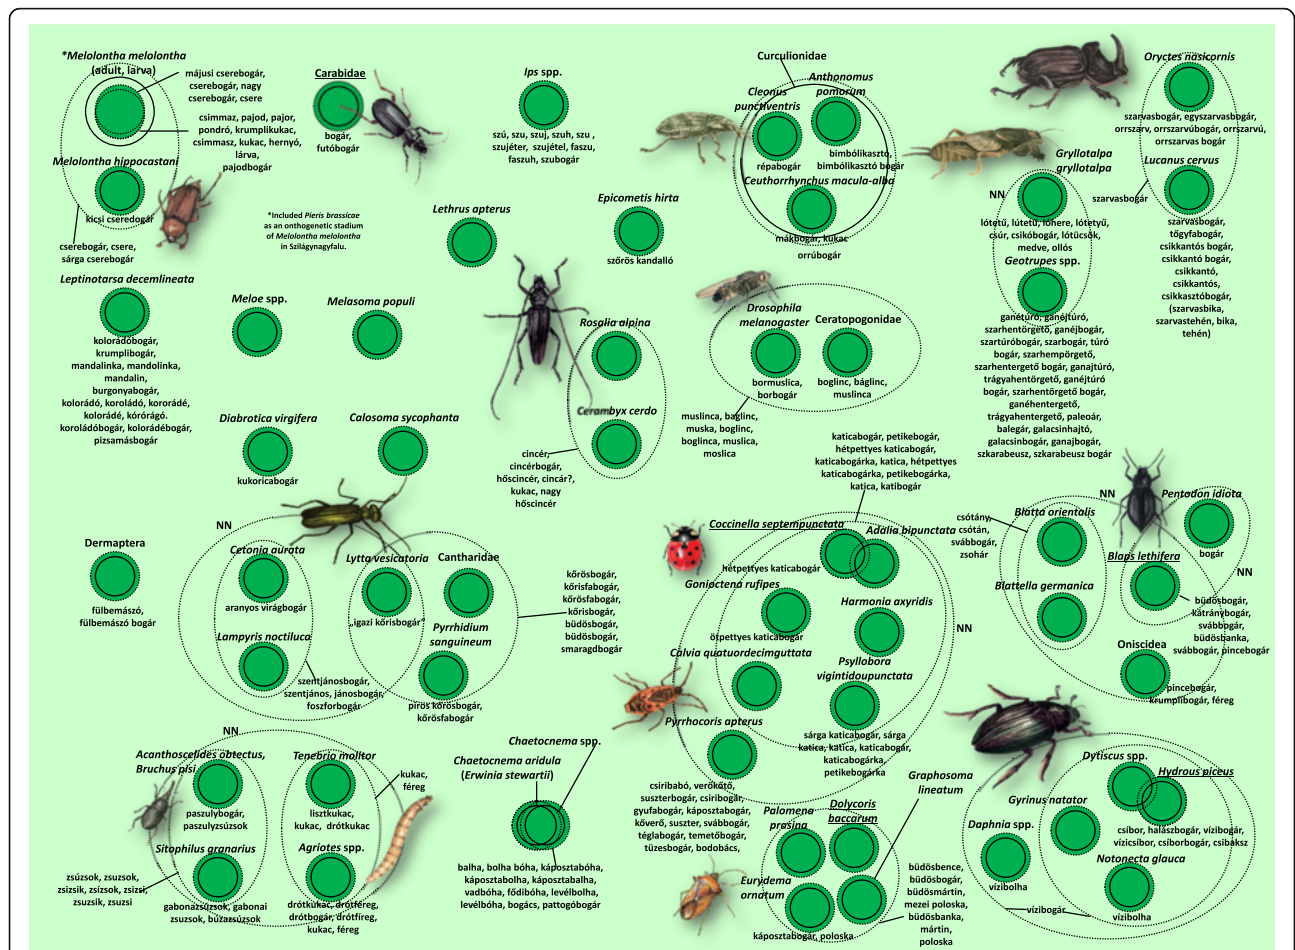 *Melolontha melolontha
(adult, larva)
májusi cserebogár,
cserebogár, nagy
cserebogár, csere
csimmaz, pajod, pajor,
pondró, krumplikukac,
csimmasz, kukac, hernyó,
lárva,
pajodbogár
Melolontha hippocastani
kicsi cseredogár
cserebogár, csere,
sárga cserebogár
Carabidae
bogár,
futóbogár
*Included Pieris brassicae
as an onthogenetic stadium
of Melolontha melolontha
in Szilágynagyfalu.
Ips spp.
szú, szu, szuj, szuh, szu ,
szujéter, szujétel, faszu,
faszuh, szubogár
Lethrus apterus
Epicometis hirta
szőrös kandalló
Curculionidae
Cleonus
punctiventris
répabogár
Anthonomus
pomorum
bimbólikasztó,
bimbólikasztó bogár
Ceuthorrhynchus macula-alba
mákbogár, kukac
orrúbogár
Gryllotalpa
gryllotalpa
NN
lótetű, lútetű, lóhere, lótetyű,
csúr, csikóbogár, lótücsök,
medve, ollós
Geotrupes spp.
ganétúró, ganéjtúró,
szarhentörgető, ganéjbogár,
szartúróbogár, szarbogár, túró
bogár, szarhempörgető,
szarhentergető bogár, ganajtúró,
trágyahentörgető, ganéjtúró
bogár, szarhentörgető bogár,
ganéhentergető,
trágyahentergető, paleoár,
balegár, galacsinhajtó,
galacsinbogár, ganajbogár,
szkarabeusz, szkarabeusz bogár
Oryctes nasicornis
szarvasbogár, egyszarvasbogár,
orrszarv, orrszarvúbogár, orrszarvú,
orrszarvas bogár
Lucanus cervus
szarvasbogár
szarvasbogár,
tőgyfabogár,
csikkantós bogár,
csikkantó bogár,
csikkantó,
csikkantós,
csikkasztóbogár,
(szarvasbika,
szarvastehén, bika,
tehén)
Leptinotarsa decemlineata
kolorádóbogár,
krumplibogár,
mandalinka, mandolinka,
mandalin,
burgonyabogár,
kolorádó, koroládó, kororádé,
kolorádé, kórórágó.
koroládóbogár, kolorádébogár,
pizsamásbogár
Meloe spp.
Melasoma populi
Diabrotica virgifera
kukoricabogár
Calosoma sycophanta
Rosalia alpina
Cerambyx cerdo
cincér,
cincérbogár,
hőscincér, cincár?,
kukac, nagy
hőscincér
Drosophila
melanogaster
bormuslica,
borbogár
Ceratopogonidae
boglinc, báglinc,
muslinca
muslinca, baglinc,
muska, boglinc,
boglinca, muslica,
moslica
katicabogár, petikebogár,
hétpettyes katicabogár,
katicabogárka, katica, hétpettyes
katicabogárka, petikebogárka,
katica, katibogár
Coccinella septempunctata
hétpettyes katicabogár
Adalia bipunctata
Gonioctena rufipes
ötpettyes katicabogár
Harmonia axyridis
NN
Calvia quatuordecimguttata
Psyllobora
vigintidoupunctata
sárga katicabogár, sárga
katica, katica, katicabogár,
katicabogárka,
petikebogárka
Pyrrhocoris apterus
csiribabó, verőkötő,
suszterbogár, csiribogár,
gyufabogár, káposztabogár,
kőverő, suszter, svábbogár,
téglabogár, temetőbogár,
tüzesbogár, bodobács,
Dermaptera
fülbemászó,
fülbemászó bogár
NN
Cetonia aurata
aranyos virágbogár
Lampyris noctiluca
szentjánosbogár,
szentjános, jánosbogár,
foszforbogár
Lytta vesicatoria
„igazi kőrisbogár”
Cantharidae
Pyrrhidium
sanguineum
piros kőrösbogár,
kőrösfabogár
kőrösbogár,
kőrisfabogár,
kőrösfabogár,
kőrisbogár,
büdösbogár,
büdösbogár,
smaragdbogár
csótány,
csótán,
svábbogár,
zsohár
NN
Blatta orientalis
Blattella germanica
Pentodon idiota
bogár
NN
Blaps lethifera
büdösbogár,
kátránybogár,
svábbogár,
büdösbanka,
svábbogár, pincebogár
Oniscidea
pincebogár,
krumplibogár, féreg
NN
Acanthoscelides obtectus,
Bruchus pisi
paszulybogár,
paszulyzsúzsok
Sitophilus granarius
gabonazsúzsok, gabonai
zsuzsok, búzazsúzsok
zsúzsok, zsuzsok,
zsizsik, zsízsok, zsizsi,
zsuzsik, zsuzsi
Tenebrio molitor
lisztkukac,
kukac, drótkukac
kukac,
féreg
Agriotes spp.
drótkukac, drótféreg,
drótbogár, drótfíreg,
kukac, féreg
Chaetocnema spp.
Chaetocnema aridula
(Erwinia stewartii)
balha, bolha bóha, káposztabóha,
káposztabolha, káposztabalha,
vadbóha, fődibóha, levélbolha,
levélbóha, bogács, pattogóbogár
Graphosoma
lineatum
Palomena
prasina
Dolycoris
baccarum
Eurydema
ornatum
káposztabogár, poloska
büdösbence,
büdösbogár,
büdösmártin,
mezei poloska,
büdösbanka,
mártin,
poloska
Dytiscus spp.
Hydrous piceus
csíbor, halászbogár, vízibogár,
vízicsíbor, csíborbogár, csibáksz
Gyrinus natator
Daphnia spp.
vízibolha
Notonecta glauca
vízibolha
vízibogár